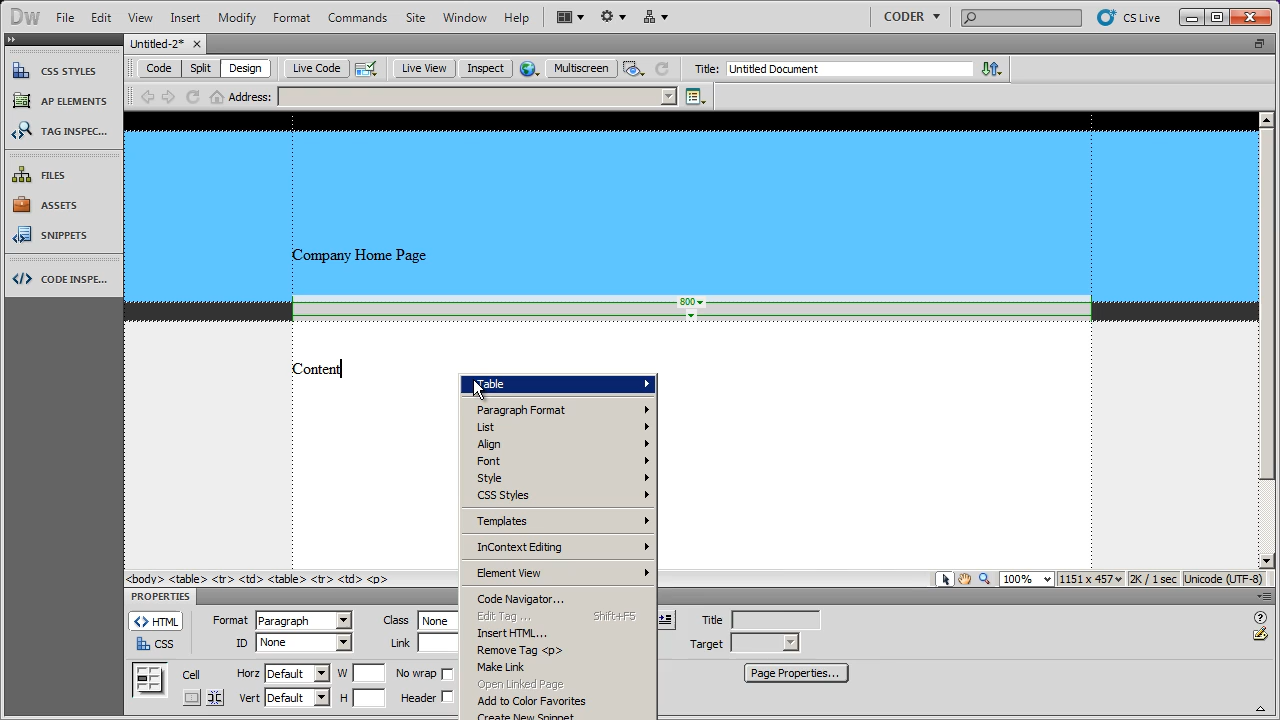 Dw File Edit View Insert Modify Format Commands Site Window Help CODER CS Live
Untitled-2*
Code Split Design Live Code Live View Inspect Multiscreen Title: Untitled Document
Address:
CSS STYLES
AP ELEMENTS
TAG INSPEC...
FILES
ASSETS
SNIPPETS
CODE INSPE...
Company Home Page
800
Content
Table
Paragraph Format
List
Align
Font
Style
CSS Styles
Templates
InContext Editing
Element View
Code Navigator...
Edit Tag ... Shift+F5
Insert HTML...
Remove Tag <p>
Make Link
Open Linked Page
Add to Color Favorites
Create New Snippet
<body> <table> <tr> <td> <table> <tr> <td> <p> 100% 1151 x 457 2K / 1 sec Unicode (UTF-8)
PROPERTIES
<> HTML Format Paragraph Class None Title
CSS ID None Link Target
Cell Horz Default W No wrap Page Properties...
Vert Default H Header